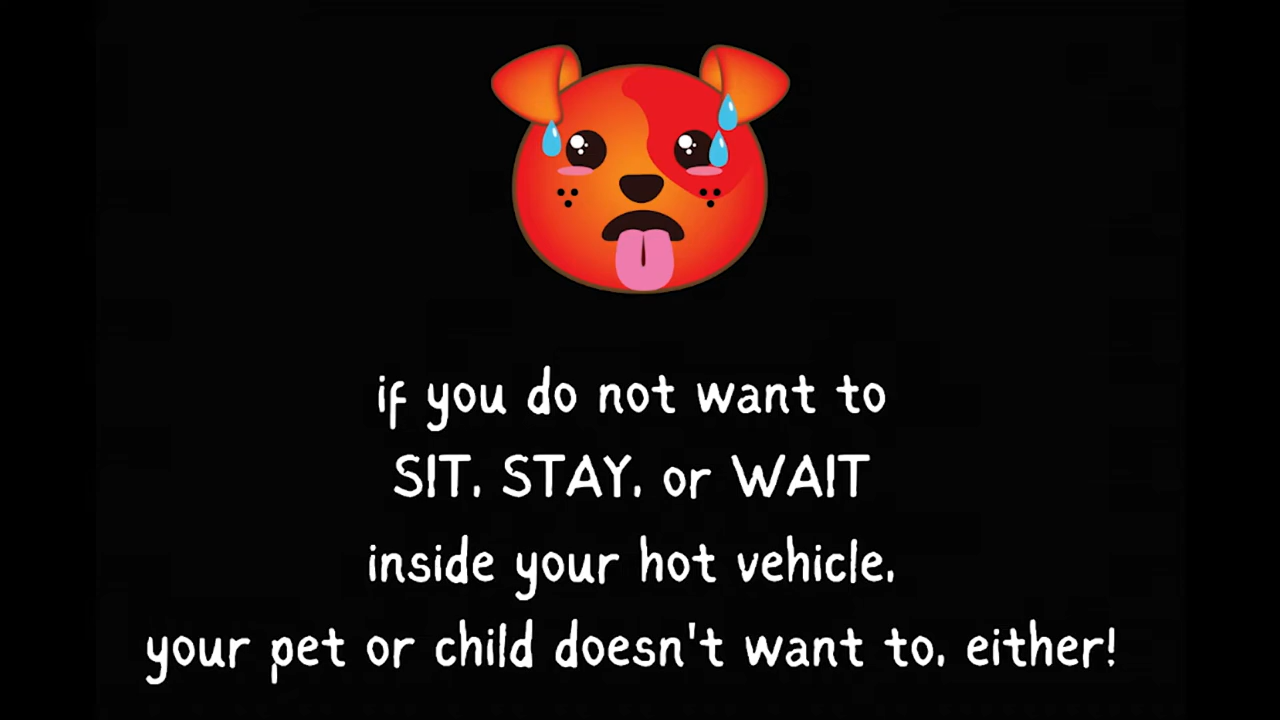 if you do not want to
SIT, STAY, or WAIT
inside your hot vehicle,
your pet or child doesn't want to, either!